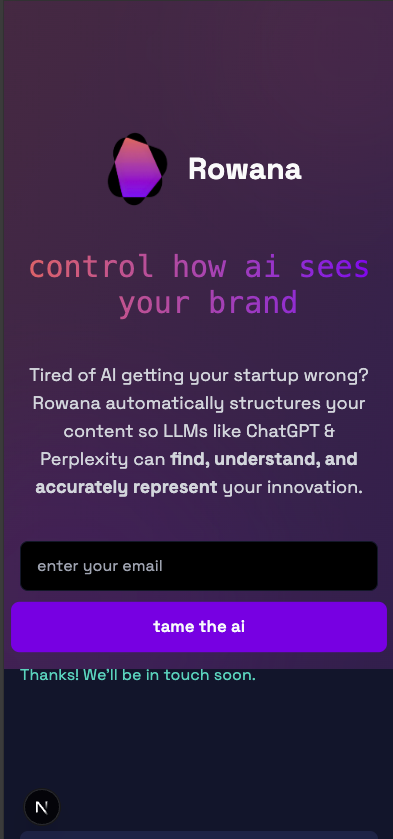 Rowana
control how ai sees
your brand
Tired of AI getting your startup wrong?
Rowana automatically structures your
content so LLMs like ChatGPT &
Perplexity can find, understand, and
accurately represent your innovation.
enter your email
tame the ai
Thanks! We'll be in touch soon.
N